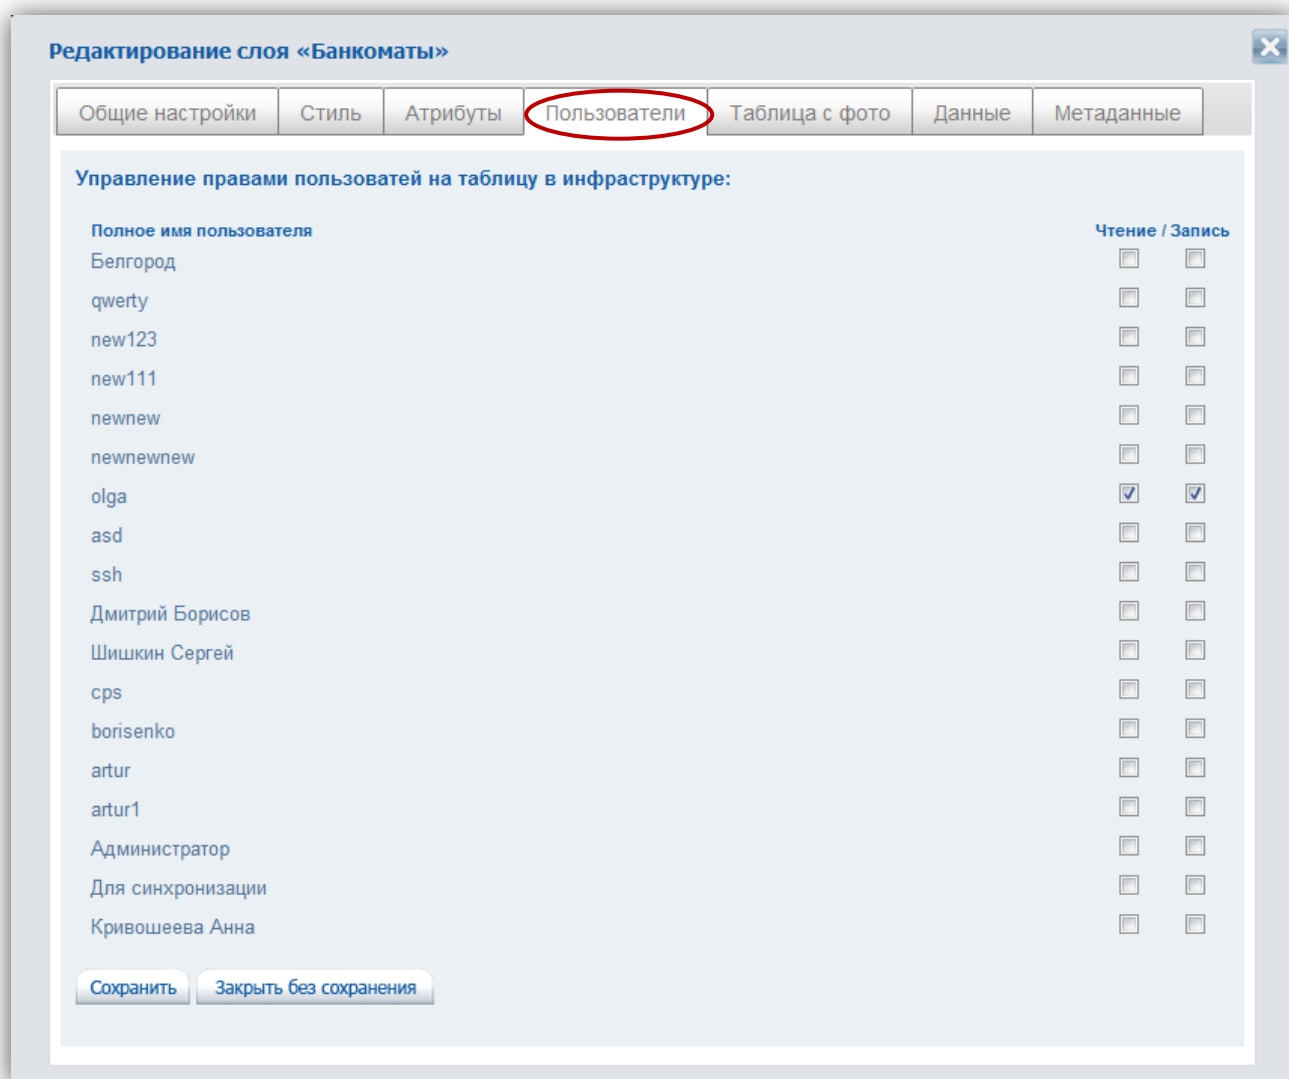 Редактирование слоя «Банкоматы»
Общие настройки Стиль Атрибуты Пользователи Таблица с фото Данные Метаданные
Управление правами пользоватей на таблицу в инфраструктуре:
Полное имя пользователя Чтение / Запись
Белгород
qwerty
new123
new111
newnew
newnewnew
olga
asd
ssh
Дмитрий Борисов
Шишкин Сергей
cps
borisenko
artur
artur1
Администратор
Для синхронизации
Кривошеева Анна
Сохранить Закрыть без сохранения